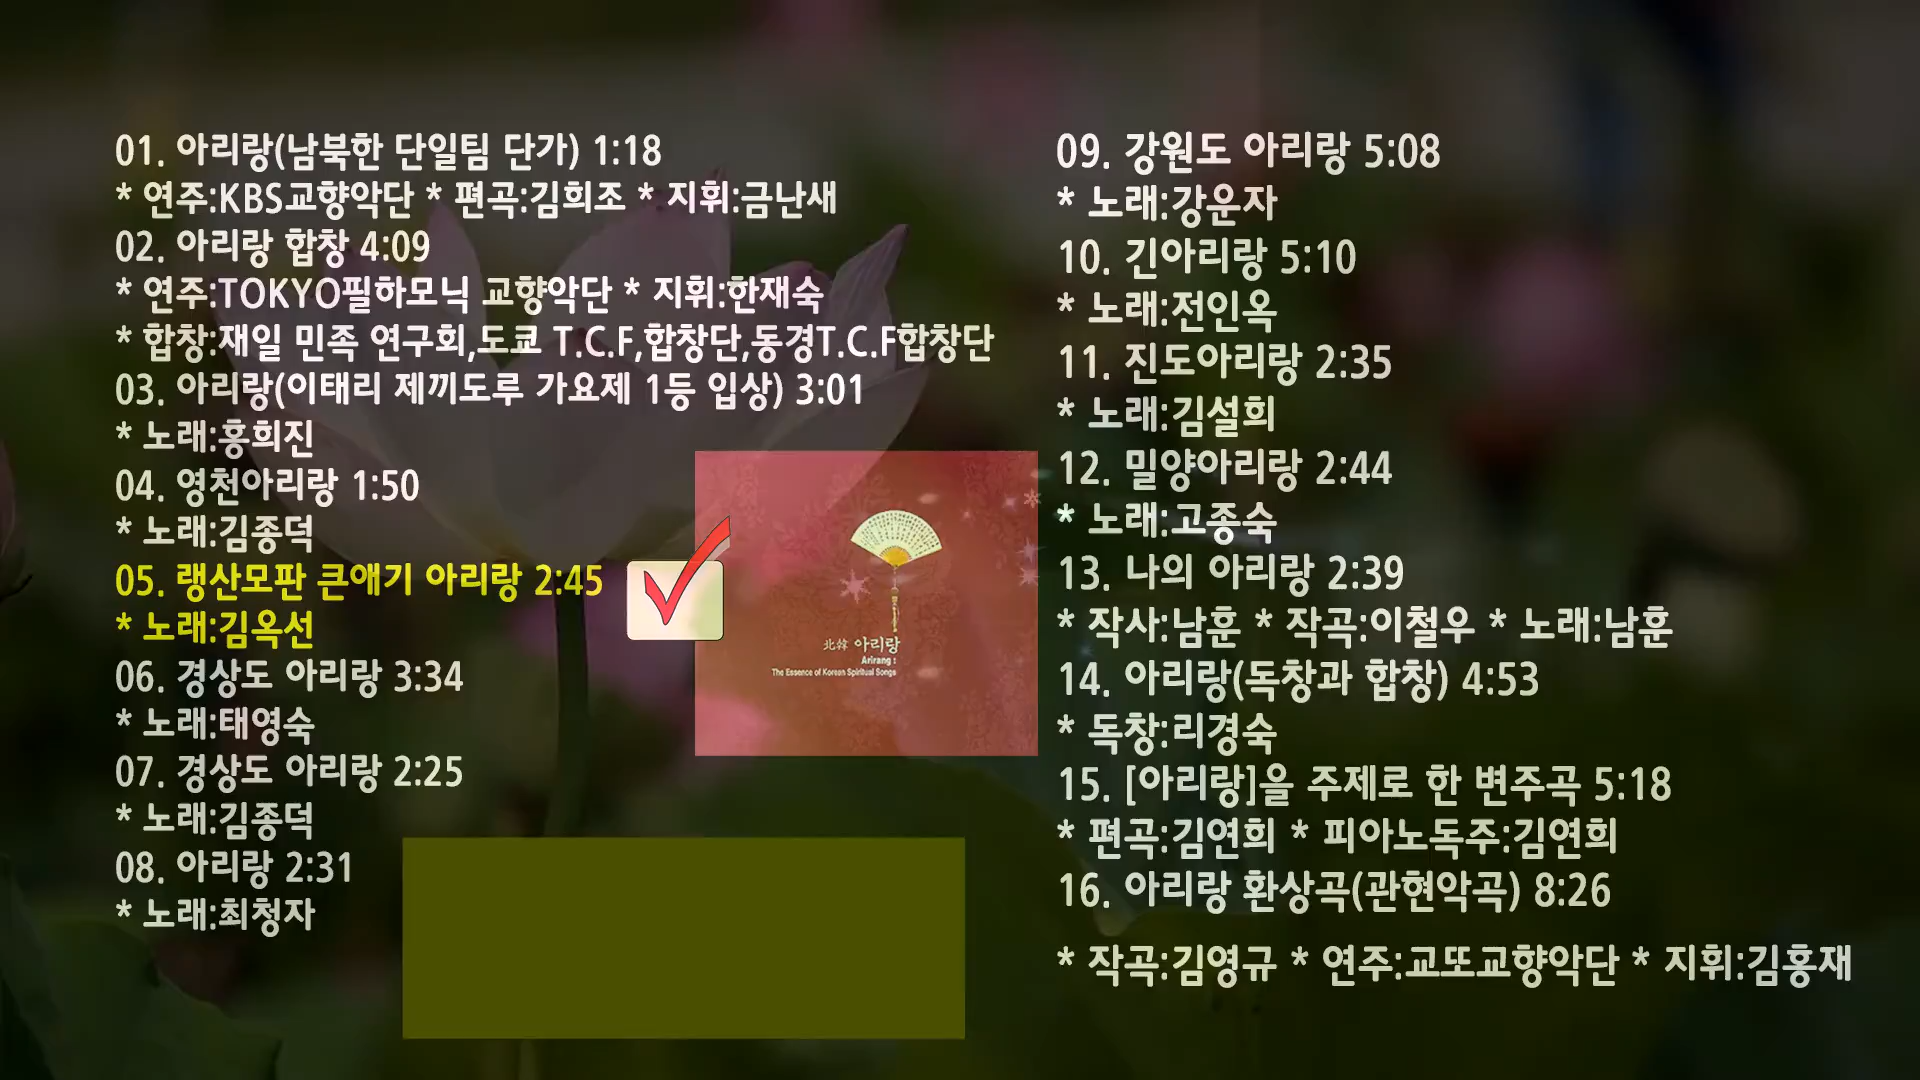 01. 아리랑(남북한 단일팀 단가) 1:18
* 연주:KBS교향악단 * 편곡:김희조 * 지휘:금난새
02. 아리랑 합창 4:09
* 연주:TOKYO필하모닉 교향악단 * 지휘:한재숙
* 합창:재일 민족 연구회,도쿄 T.C.F,합창단,동경T.C.F합창단
03. 아리랑(이태리 제끼도루 가요제 1등 입상) 3:01
* 노래:홍희진
04. 영천아리랑 1:50
* 노래:김종덕
05. 랭산모판 큰애기 아리랑 2:45
* 노래:김옥선
06. 경상도 아리랑 3:34
* 노래:태영숙
07. 경상도 아리랑 2:25
* 노래:김종덕
08. 아리랑 2:31
* 노래:최청자
北韓 아리랑
Arirang :
The Essence of Korean Spiritual Songs
09. 강원도 아리랑 5:08
* 노래:강운자
10. 긴아리랑 5:10
* 노래:전인옥
11. 진도아리랑 2:35
* 노래:김설희
12. 밀양아리랑 2:44
* 노래:고종숙
13. 나의 아리랑 2:39
* 작사:남훈 * 작곡:이철우 * 노래:남훈
14. 아리랑(독창과 합창) 4:53
* 독창:리경숙
15. [아리랑]을 주제로 한 변주곡 5:18
* 편곡:김연희 * 피아노독주:김연희
16. 아리랑 환상곡(관현악곡) 8:26
* 작곡:김영규 * 연주:교또교향악단 * 지휘:김홍재